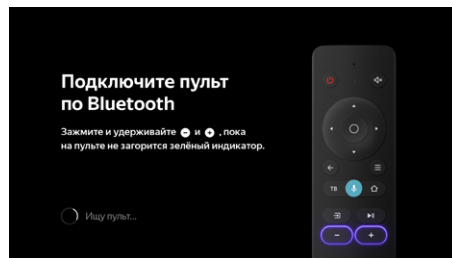 Подключите пульт
по Bluetooth
Зажмите и удерживайте - и + , пока
на пульте не загорится зелёный индикатор.
Ищу пульт...
ТВ
- +